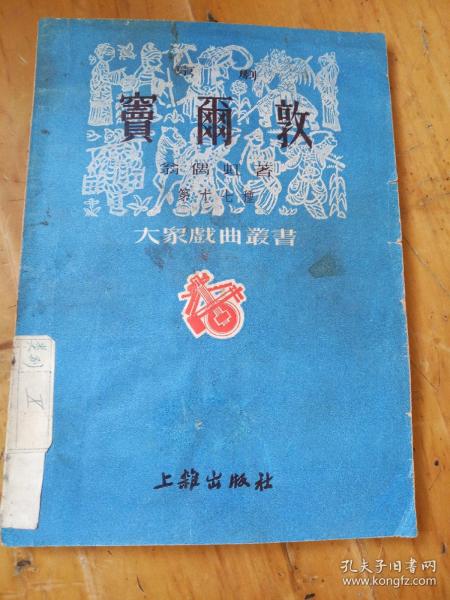 京劇
竇爾敦
翁偶虹著
第十七種
大眾戲曲叢書
上雜出版社
孔夫子旧书网
www.kongfz.com